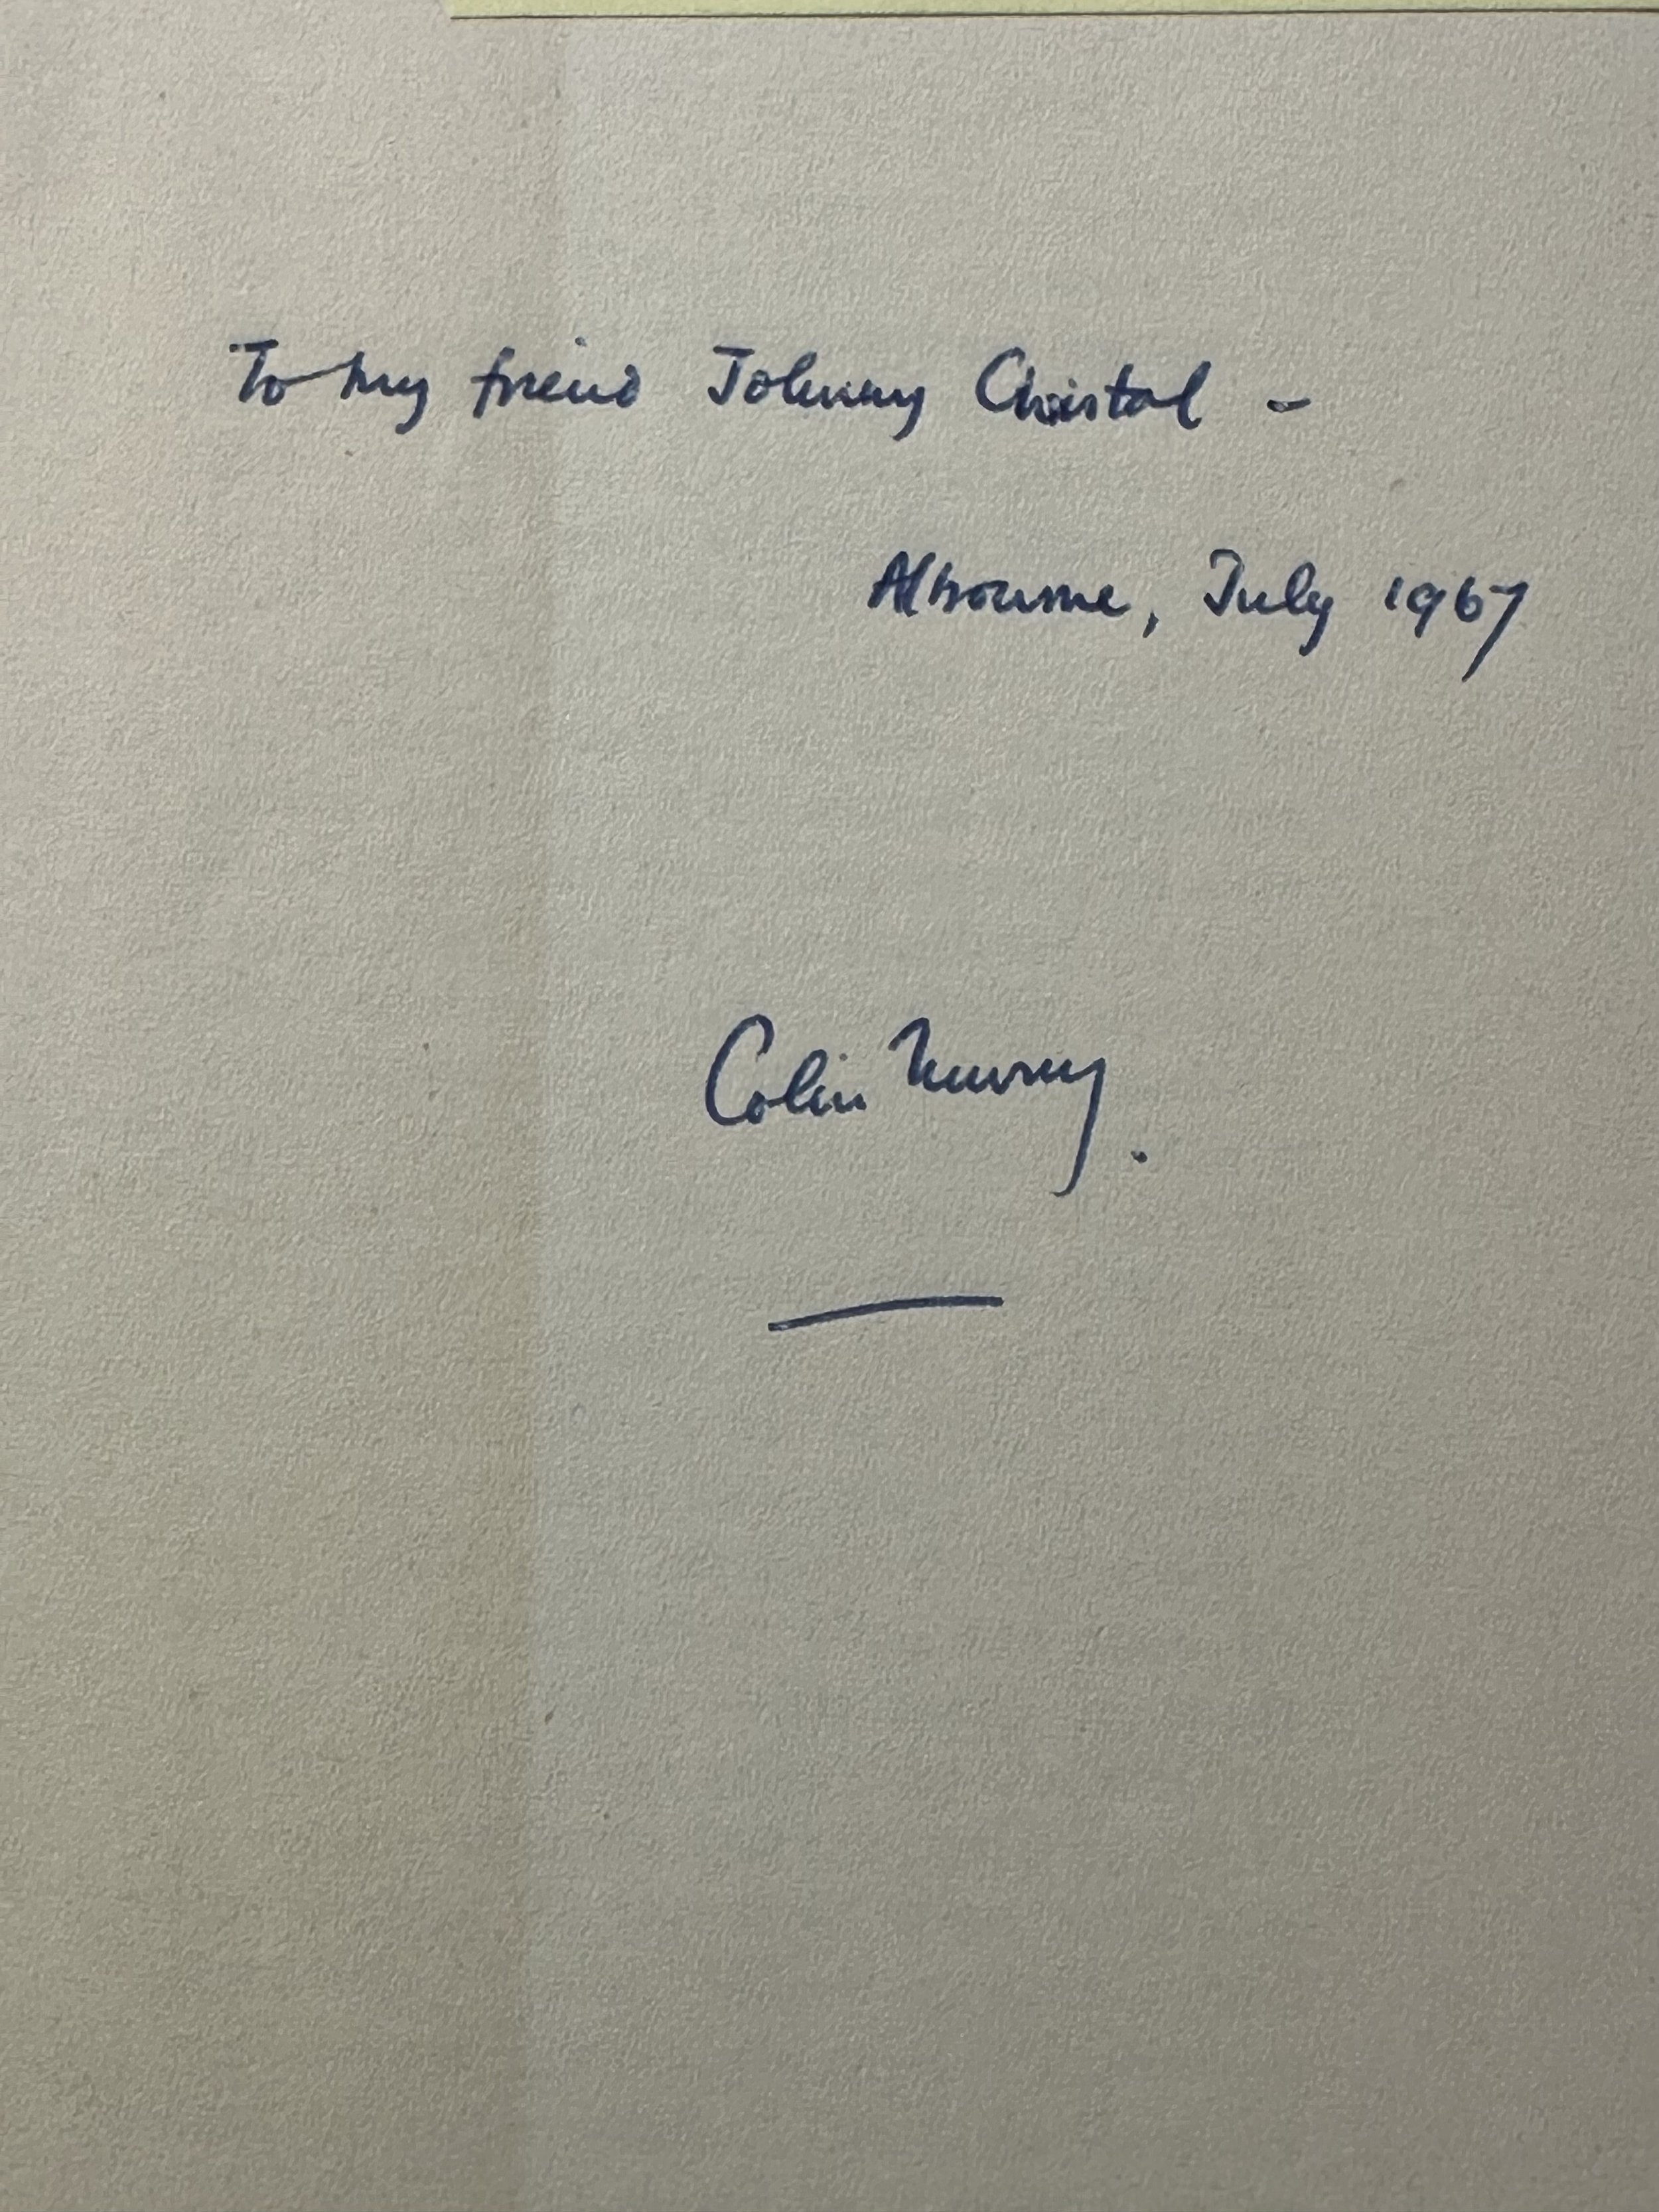 To my friend Johnny Christal -
Albourne, July 1967
Colin Murray.